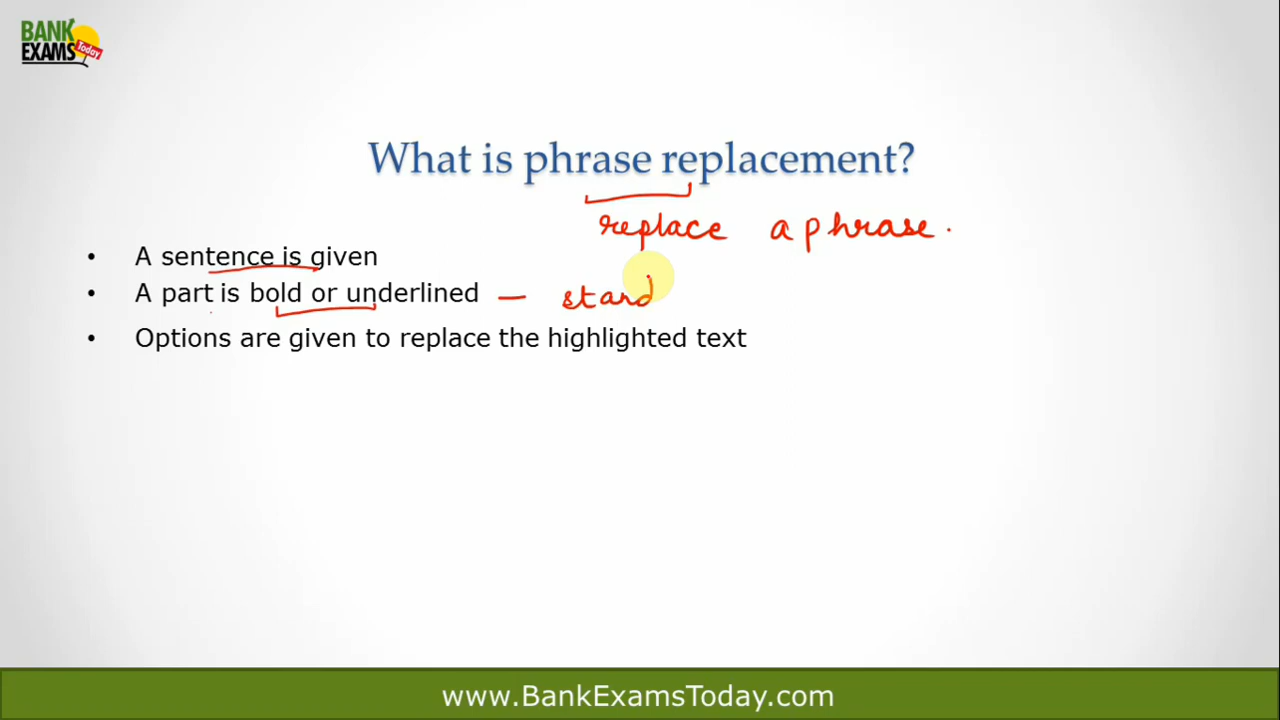 BANK
EXAMS Today
What is phrase replacement?
replace a phrase.
• A sentence is given
• A part is bold or underlined — stand
• Options are given to replace the highlighted text
www.BankExamsToday.com